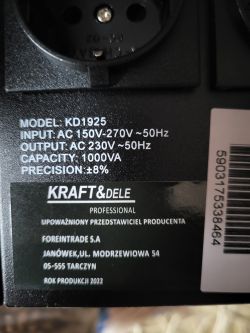 MODEL: KD1925
INPUT: AC 150V-270V ~50Hz
OUTPUT: AC 230V ~50Hz
CAPACITY: 1000VA
PRECISION: ±8%
KRAFT&DELE
PROFESSIONAL
UPOWAŻNIONY PRZEDSTAWICIEL PRODUCENTA
FOREINTRADE S.A
JANÓWEK,UL. MODRZEWIOWA 54
05-555 TARCZYN
ROK PRODUKCJI 2022
5903175338464